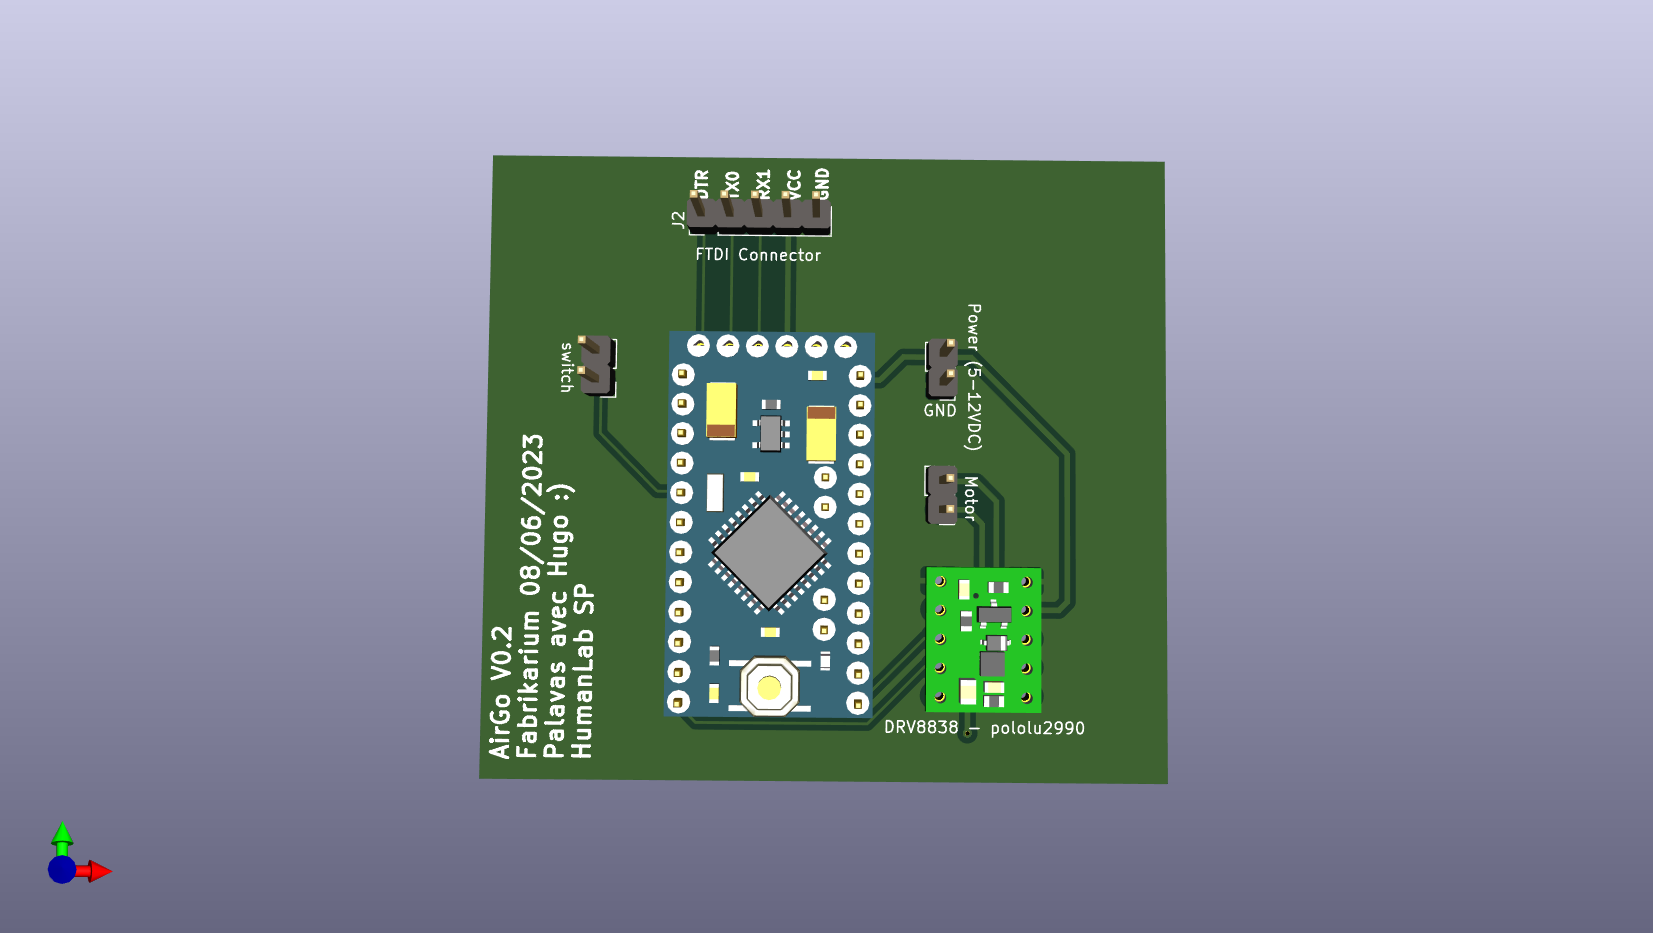 DTR TX0 RX1 VCC GND
J2
FTDI Connector
switch
Power (5-12VDC)
GND
Motor
DRV8838 - pololu2990
AirGo V0.2
Fabrikarium 08/06/2023
Palavas avec Hugo :)
HumanLab SP